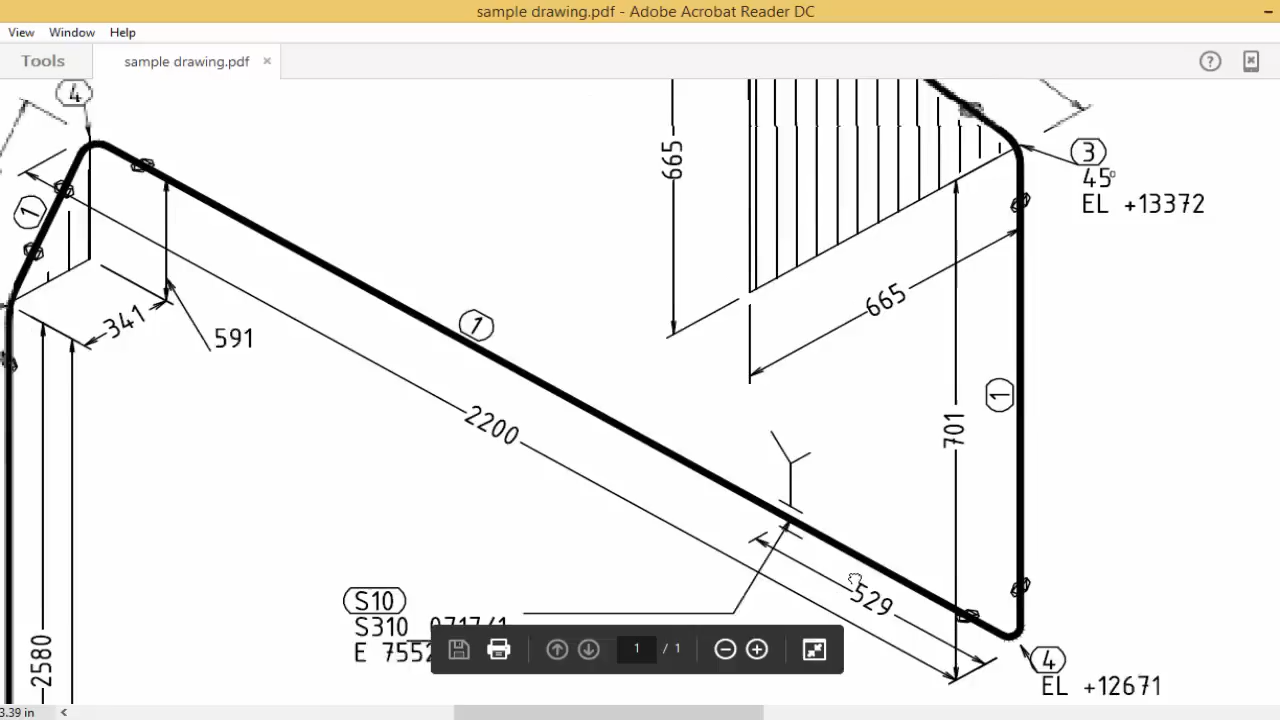 sample drawing.pdf - Adobe Acrobat Reader DC
View Window Help
Tools
sample drawing.pdf ×
?
4
665
3
45°
EL +13372
1
341
591
1
665
2200
701
1
529
S10
S310
E 7552
2580
1 / 1
4
EL +12671
3.39 in